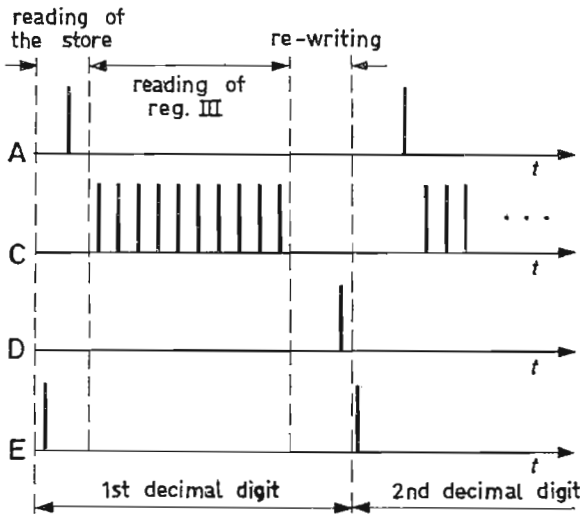 reading of
the store
re-writing
reading of
reg. III
A
t
C
...
t
D
t
E
t
1st decimal digit
2nd decimal digit